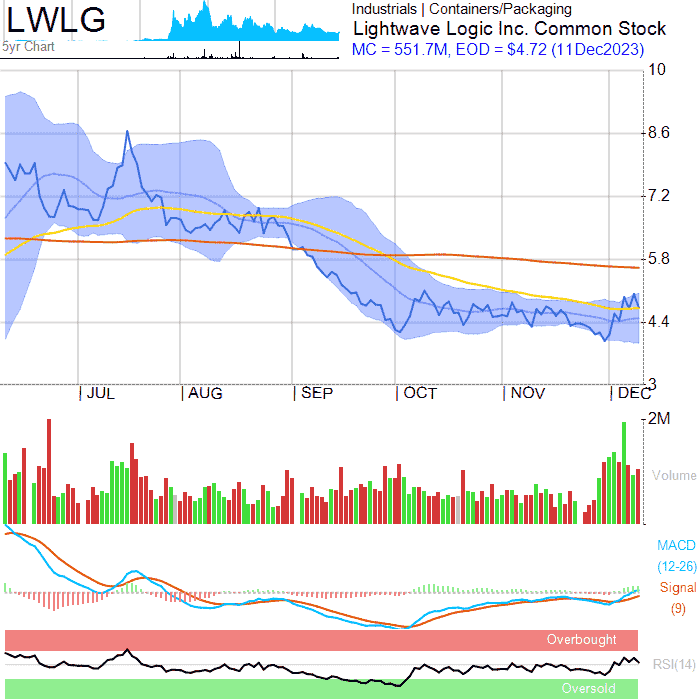 LWLG
5yr Chart
Industrials | Containers/Packaging
Lightwave Logic Inc. Common Stock
MC = 551.7M, EOD = $4.72 (11Dec2023)
10
8.6
7.2
5.8
4.4
3
JUL AUG SEP OCT NOV DEC
2M
Volume
MACD
(12-26)
Signal
(9)
Overbought
RSI(14)
Oversold